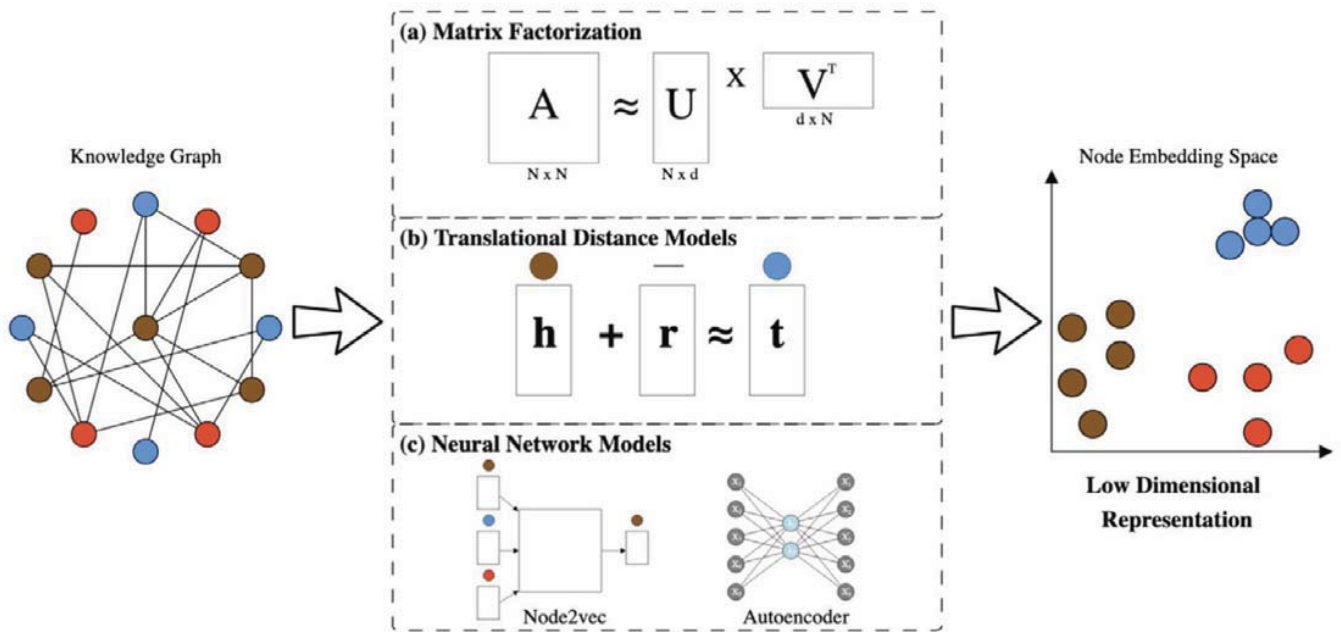 Knowledge Graph
(a) Matrix Factorization
A ≈ U X V^T
N x N
N x d
d x N
(b) Translational Distance Models
h + r ≈ t
(c) Neural Network Models
Node2vec
Autoencoder
Node Embedding Space
Low Dimensional
Representation